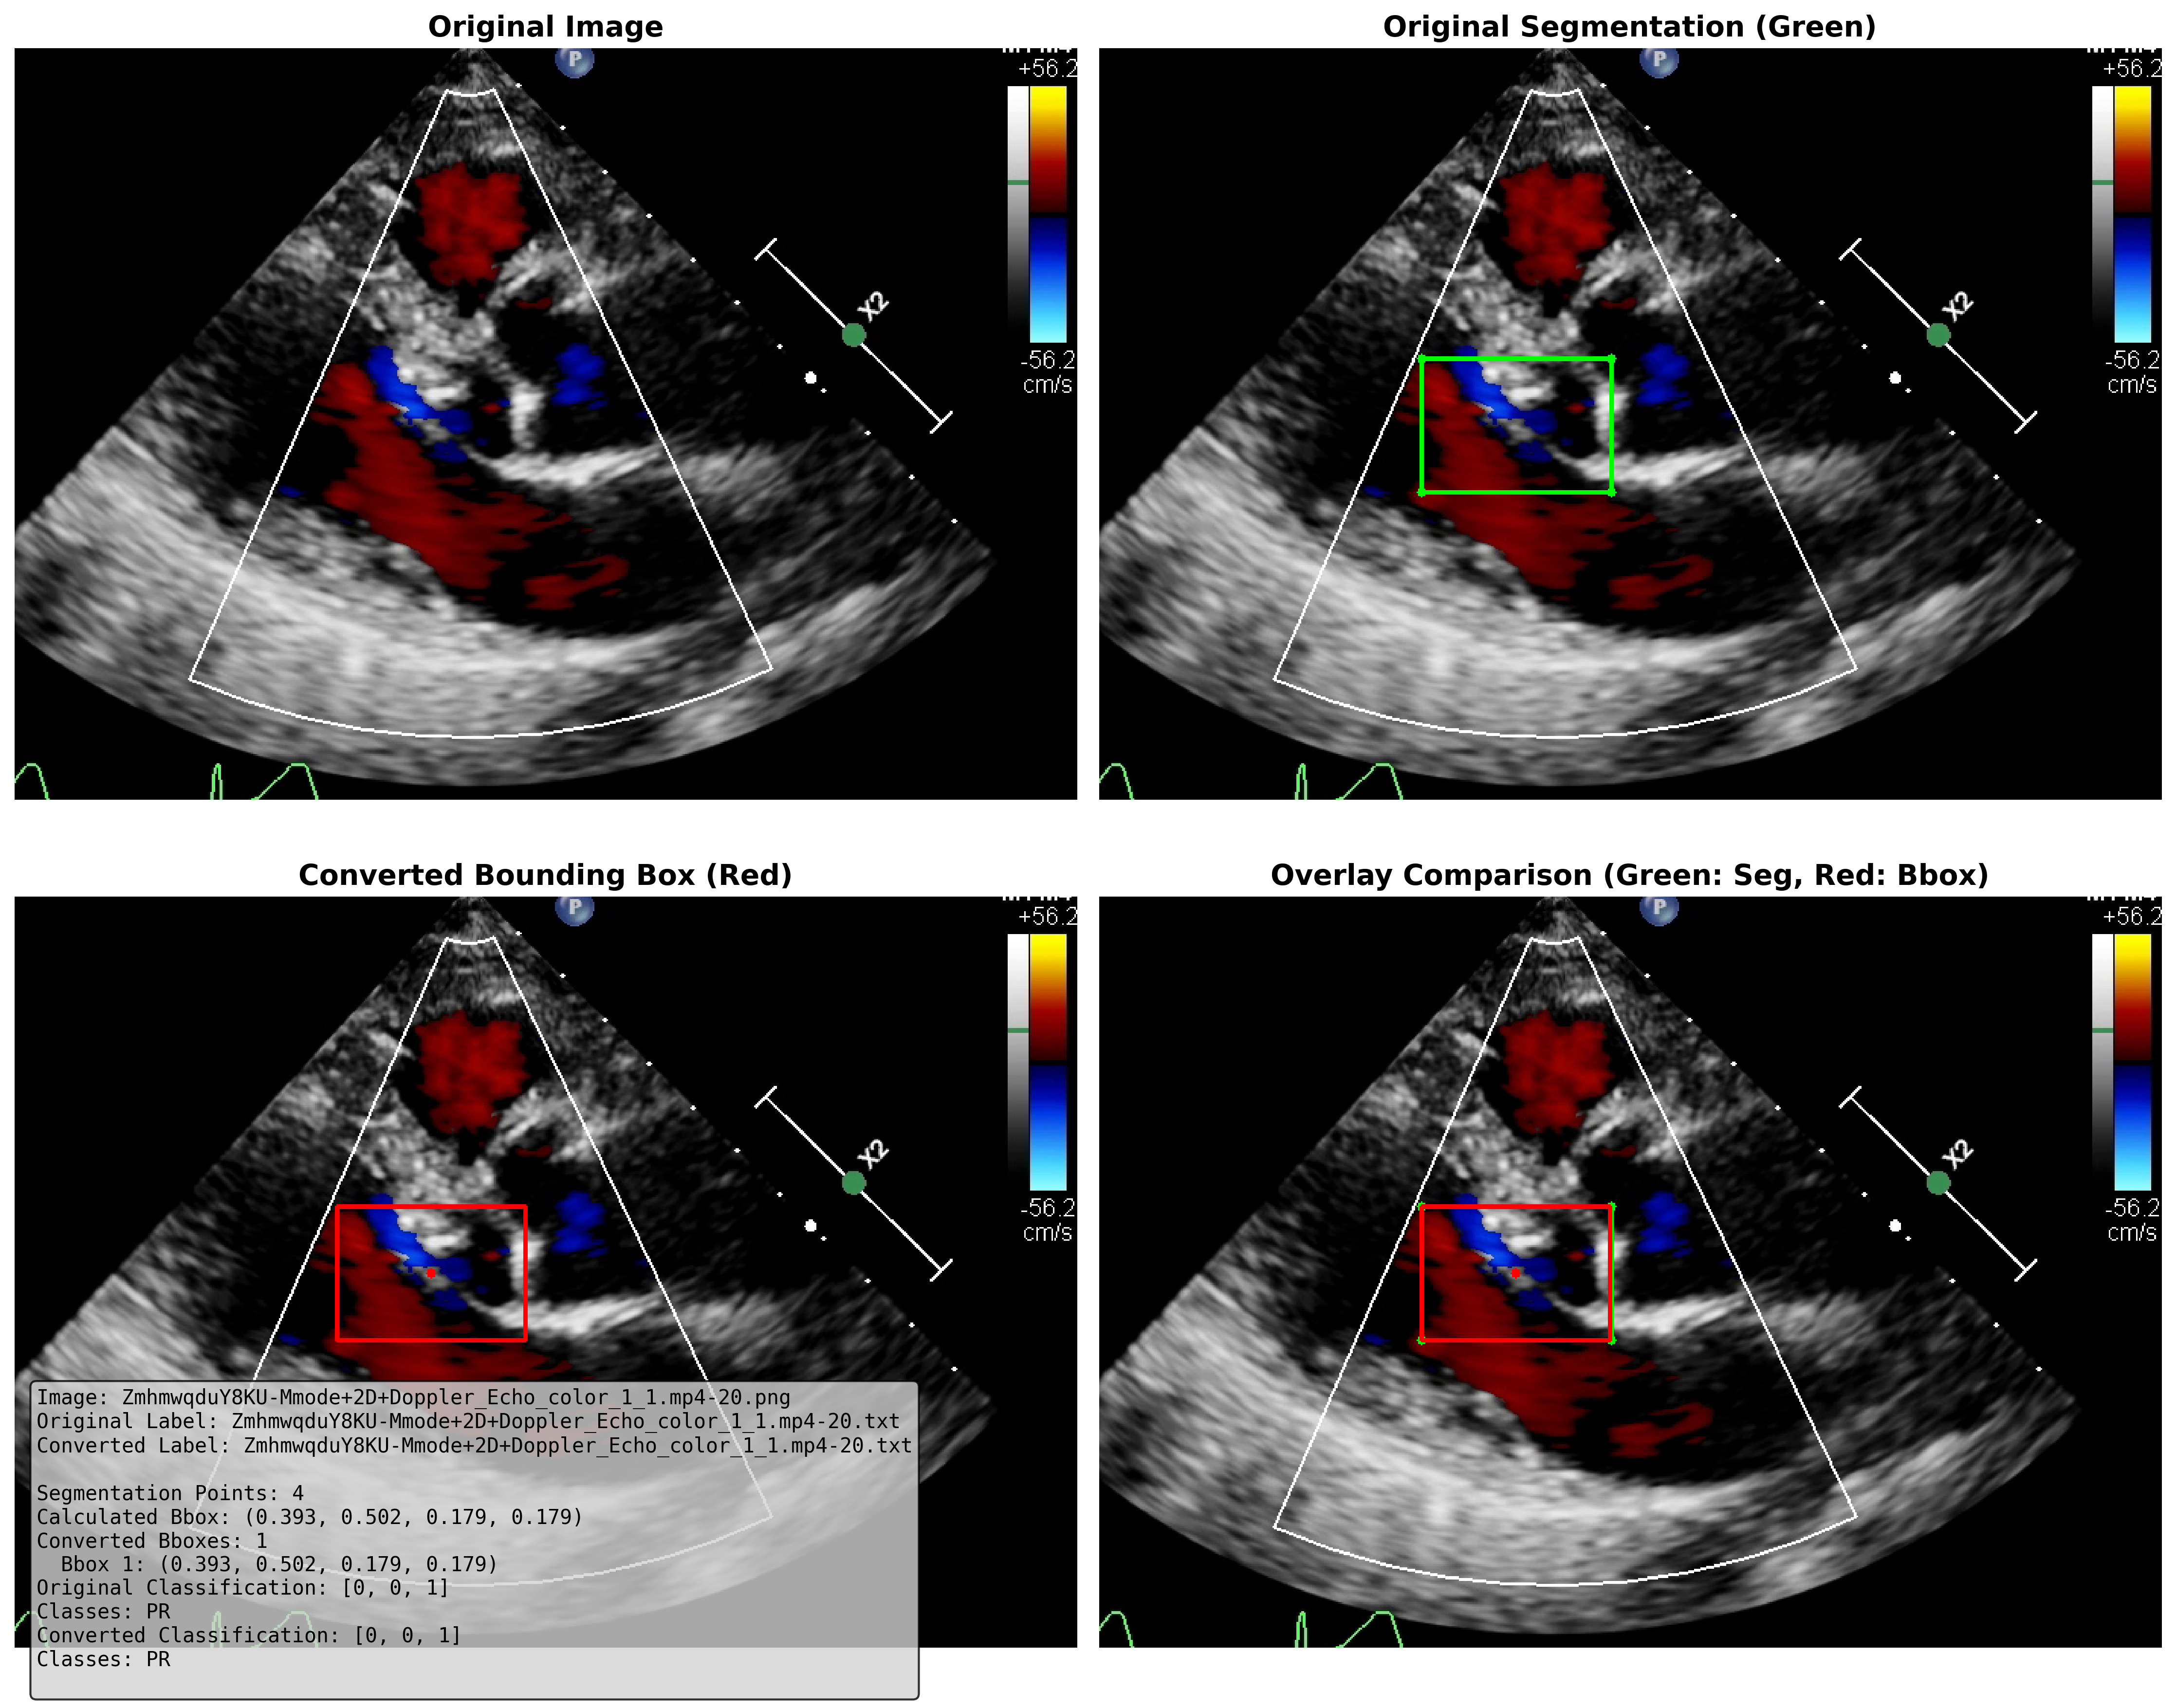 Original Image
P
+56.2
X2
-56.2
cm/s
Original Segmentation (Green)
P
+56.2
X2
-56.2
cm/s
Converted Bounding Box (Red)
P
+56.2
X2
-56.2
cm/s
Image: ZmhmwqduY8KU-Mmode+2D+Doppler_Echo_color_1_1.mp4-20.png
Original Label: ZmhmwqduY8KU-Mmode+2D+Doppler_Echo_color_1_1.mp4-20.txt
Converted Label: ZmhmwqduY8KU-Mmode+2D+Doppler_Echo_color_1_1.mp4-20.txt
Segmentation Points: 4
Calculated Bbox: (0.393, 0.502, 0.179, 0.179)
Converted Bboxes: 1
Bbox 1: (0.393, 0.502, 0.179, 0.179)
Original Classification: [0, 0, 1]
Classes: PR
Converted Classification: [0, 0, 1]
Classes: PR
Overlay Comparison (Green: Seg, Red: Bbox)
P
+56.2
X2
-56.2
cm/s